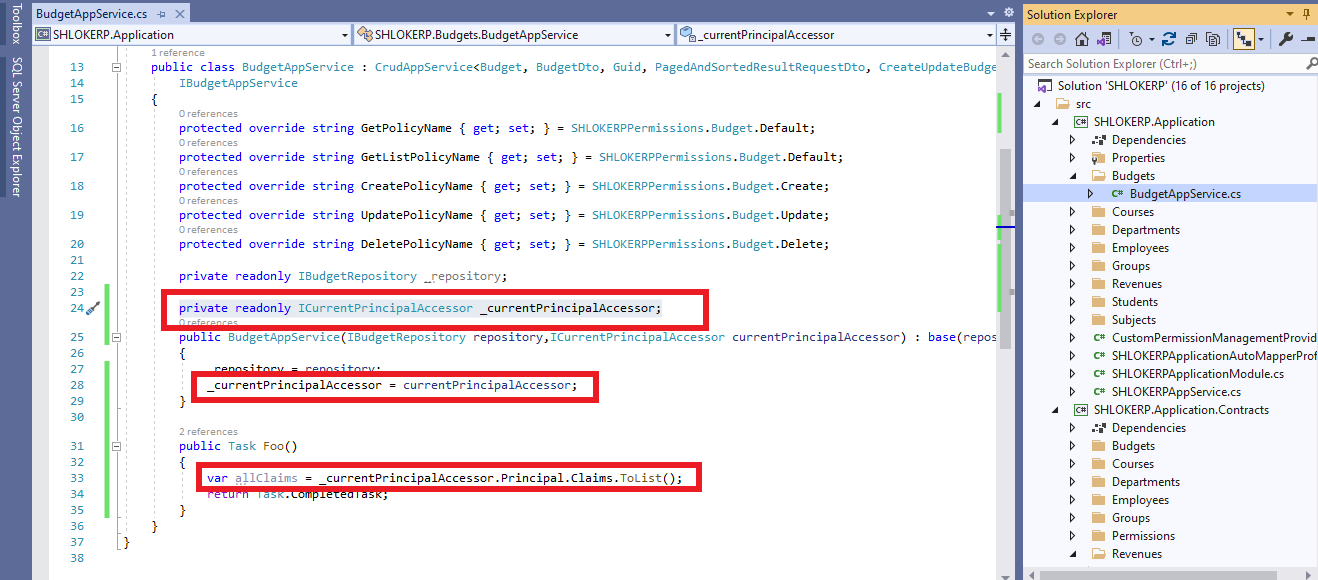 Toolbox
SQL Server Object Explorer
BudgetAppService.cs
SHLOKERP.Application
SHLOKERP.Budgets.BudgetAppService
_currentPrincipalAccessor
1 reference
13 public class BudgetAppService : CrudAppService<Budget, BudgetDto, Guid, PagedAndSortedResultRequestDto, CreateUpdateBudge
14 IBudgetAppService
15 {
0 references
16 protected override string GetPolicyName { get; set; } = SHLOKERPPermissions.Budget.Default;
0 references
17 protected override string GetListPolicyName { get; set; } = SHLOKERPPermissions.Budget.Default;
0 references
18 protected override string CreatePolicyName { get; set; } = SHLOKERPPermissions.Budget.Create;
0 references
19 protected override string UpdatePolicyName { get; set; } = SHLOKERPPermissions.Budget.Update;
0 references
20 protected override string DeletePolicyName { get; set; } = SHLOKERPPermissions.Budget.Delete;
21
22 private readonly IBudgetRepository _repository;
23
24 private readonly ICurrentPrincipalAccessor _currentPrincipalAccessor;
0 references
25 public BudgetAppService(IBudgetRepository repository,ICurrentPrincipalAccessor currentPrincipalAccessor) : base(repos
26 {
27 _repository = repository;
28 _currentPrincipalAccessor = currentPrincipalAccessor;
29 }
30
2 references
31 public Task Foo()
32 {
33 var allClaims = _currentPrincipalAccessor.Principal.Claims.ToList();
34 return Task.CompletedTask;
35 }
36 }
37 }
38
Solution Explorer
Search Solution Explorer (Ctrl+;)
Solution 'SHLOKERP' (16 of 16 projects)
src
C# SHLOKERP.Application
Dependencies
Properties
Budgets
C# BudgetAppService.cs
Courses
Departments
Employees
Groups
Revenues
Students
Subjects
C# CustomPermissionManagementProvid
C# SHLOKERPApplicationAutoMapperProf
C# SHLOKERPApplicationModule.cs
C# SHLOKERPAppService.cs
C# SHLOKERP.Application.Contracts
Dependencies
Budgets
Courses
Departments
Employees
Groups
Permissions
Revenues